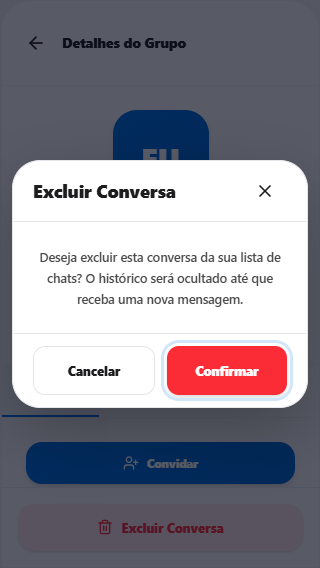 Detalhes do Grupo
EU
Excluir Conversa
Deseja excluir esta conversa da sua lista de
chats? O histórico será ocultado até que
receba uma nova mensagem.
Cancelar
Confirmar
Convidar
Excluir Conversa